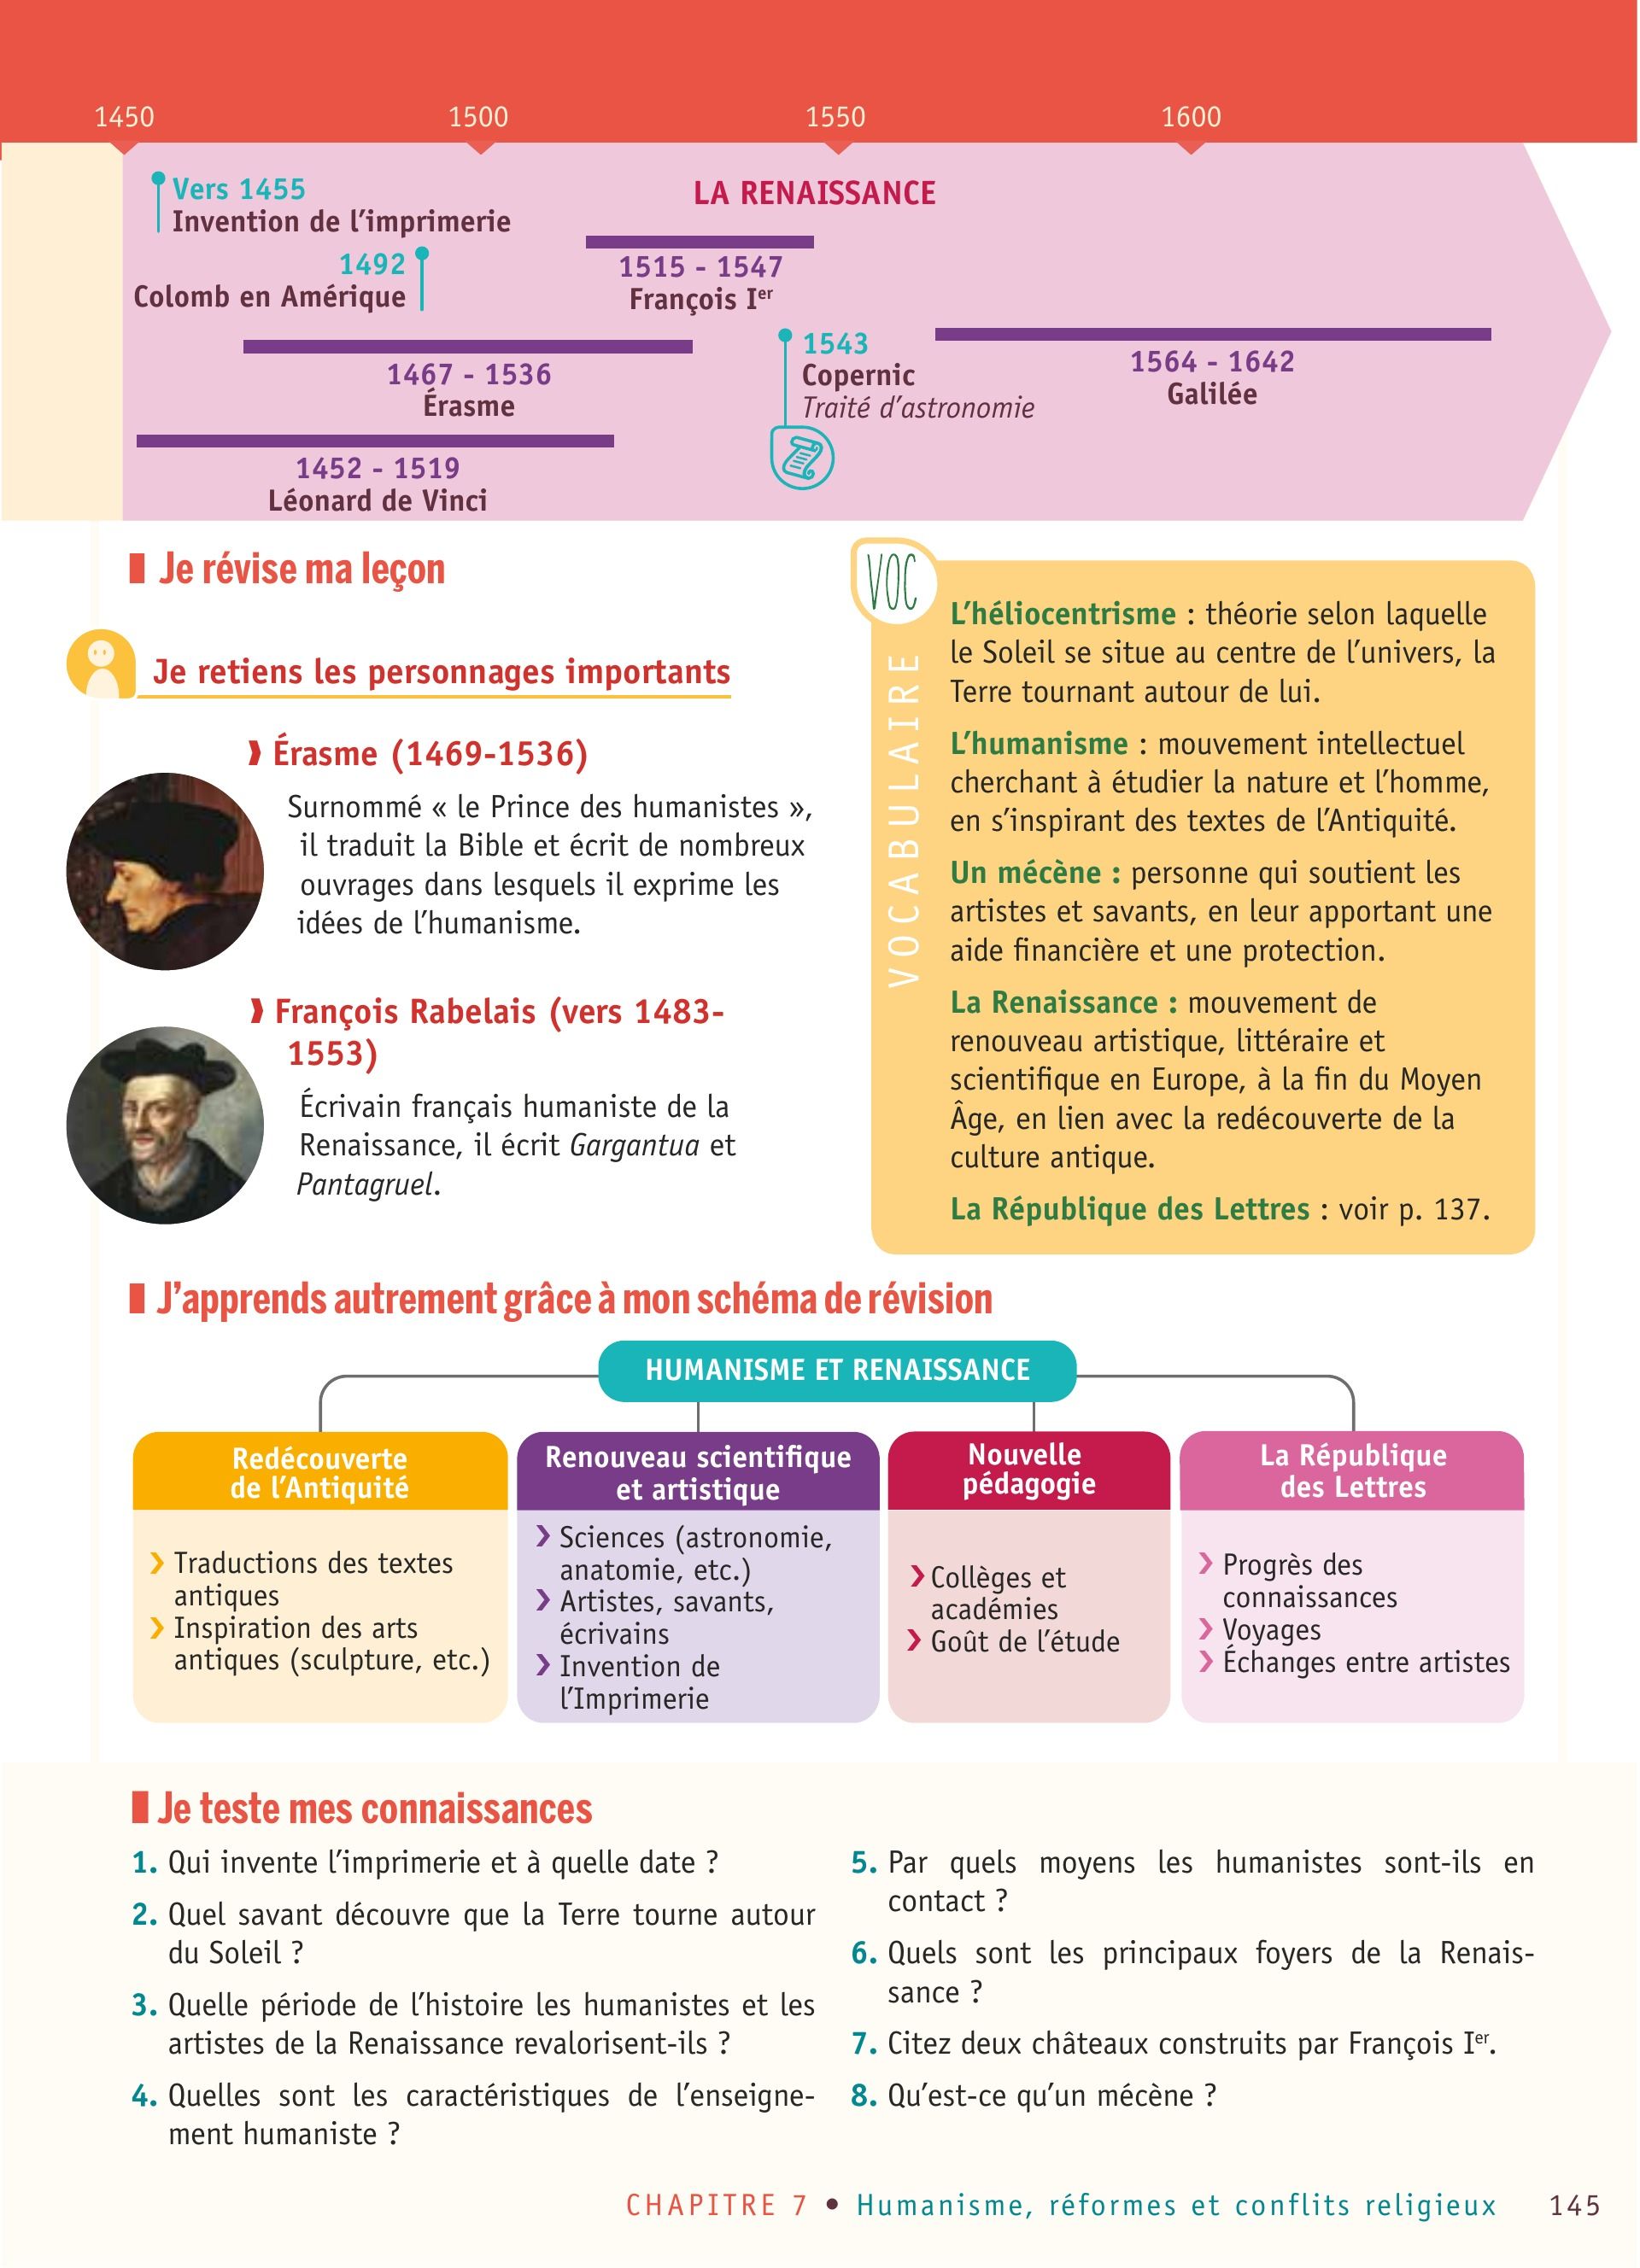 1450 1500 1550 1600
Vers 1455
Invention de l'imprimerie
LA RENAISSANCE
1492
Colomb en Amérique
1515 - 1547
François Ier
1467 - 1536
Érasme
1543
Copernic
Traité d'astronomie
1564 - 1642
Galilée
1452 - 1519
Léonard de Vinci
Je révise ma leçon
Je retiens les personnages importants
Érasme (1469-1536)
Surnommé « le Prince des humanistes »,
il traduit la Bible et écrit de nombreux
ouvrages dans lesquels il exprime les
idées de l'humanisme.
François Rabelais (vers 1483-
1553)
Écrivain français humaniste de la
Renaissance, il écrit Gargantua et
Pantagruel.
VOC
VOCABULAIRE
L'héliocentrisme : théorie selon laquelle
le Soleil se situe au centre de l'univers, la
Terre tournant autour de lui.
L'humanisme : mouvement intellectuel
cherchant à étudier la nature et l'homme,
en s'inspirant des textes de l'Antiquité.
Un mécène : personne qui soutient les
artistes et savants, en leur apportant une
aide financière et une protection.
La Renaissance : mouvement de
renouveau artistique, littéraire et
scientifique en Europe, à la fin du Moyen
Âge, en lien avec la redécouverte de la
culture antique.
La République des Lettres : voir p. 137.
J'apprends autrement grâce à mon schéma de révision
HUMANISME ET RENAISSANCE
Redécouverte
de l'Antiquité
Traductions des textes
antiques
Inspiration des arts
antiques (sculpture, etc.)
Renouveau scientifique
et artistique
Sciences (astronomie,
anatomie, etc.)
Artistes, savants,
écrivains
Invention de
l'Imprimerie
Nouvelle
pédagogie
Collèges et
académies
Goût de l'étude
La République
des Lettres
Progrès des
connaissances
Voyages
Échanges entre artistes
Je teste mes connaissances
1. Qui invente l'imprimerie et à quelle date ?
2. Quel savant découvre que la Terre tourne autour
du Soleil ?
3. Quelle période de l'histoire les humanistes et les
artistes de la Renaissance revalorisent-ils ?
4. Quelles sont les caractéristiques de l'enseigne-
ment humaniste ?
5. Par quels moyens les humanistes sont-ils en
contact ?
6. Quels sont les principaux foyers de la Renais-
sance ?
7. Citez deux châteaux construits par François Ier.
8. Qu'est-ce qu'un mécène ?
CHAPITRE 7 • Humanisme, réformes et conflits religieux 145